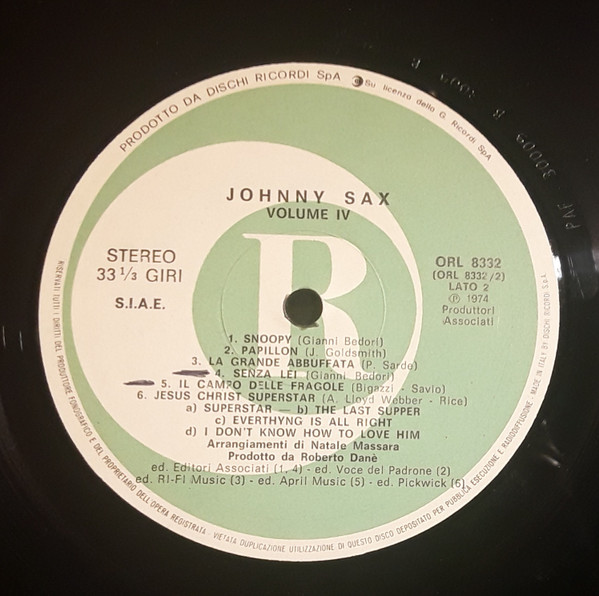 PRODOTTO DA DISCHI RICORDI SpA Su licenza della G. Ricordi SpA
JOHNNY SAX
VOLUME IV
R
STEREO
33 1/3 GIRI
S.I.A.E.
ORL 8332
(ORL 8332/2)
LATO 2
Ⓟ 1974
Produttori
Associati
1. SNOOPY (Gianni Bedori)
2. PAPILLON (J. Goldsmith)
3. LA GRANDE ABBUFFATA (P. Sarde)
4. SENZA LEI (Gianni Bedori)
5. IL CAMPO DELLE FRAGOLE (Bigazzi - Savio)
6. JESUS CHRIST SUPERSTAR (A. Lloyd Webber - Rice)
a) SUPERSTAR — b) THE LAST SUPPER
c) EVERTHYNG IS ALL RIGHT
d) I DON'T KNOW HOW TO LOVE HIM
Arrangiamenti di Natale Massara
Prodotto da Roberto Danè
ed. Editori Associati (1, 4) - ed. Voce del Padrone (2)
ed. RI-FI Music (3) - ed. April Music (5) - ed. Pickwick (6)
RISERVATI TUTTI I DIRITTI DEL PRODUTTORE FONOGRAFICO E DEL PROPRIETARIO DELL'OPERA REGISTRATA - VIETATA DUPLICAZIONE UTILIZZAZIONE DI QUESTO DISCO DEPOSITATO PER PUBBLICA ESECUZIONE E RADIODIFFUSIONE - MADE IN ITALY BY DISCHI RICORDI S.p.A.